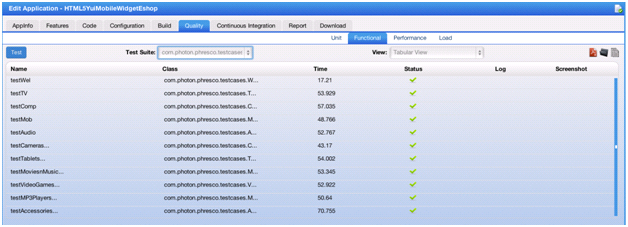 Edit Application - HTML5YuiMobileWidgetEshop
AppInfo Features Code Configuration Build Quality Continuous Integration Report Download
Unit Functional Performance Load
Test Test Suite: com.photon.phresco.testcaser View: Tabular View
Name Class Time Status Log Screenshot
testWel com.photon.phresco.testcases.W... 17.21
testTV com.photon.phresco.testcases.T... 53.929
testComp com.photon.phresco.testcases.C... 57.035
testMob com.photon.phresco.testcases.M... 48.766
testAudio com.photon.phresco.testcases.A... 52.767
testCameras... com.photon.phresco.testcases.C... 43.17
testTablets... com.photon.phresco.testcases.T... 54.002
testMoviesnMusic... com.photon.phresco.testcases.M... 53.345
testVideoGames... com.photon.phresco.testcases.V... 52.922
testMP3Players... com.photon.phresco.testcases.M... 50.64
testAccessories... com.photon.phresco.testcases.A... 70.755